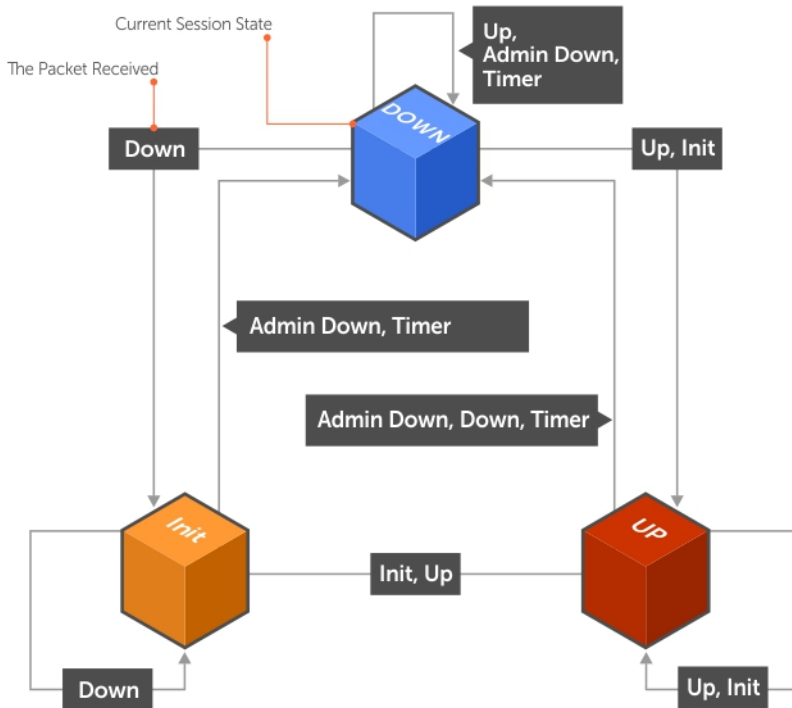 Current Session State
The Packet Received
Up,
Admin Down,
Timer
DOWN
Down
Up, Init
Admin Down, Timer
Admin Down, Down, Timer
Init
UP
Init, Up
Down
Up, Init